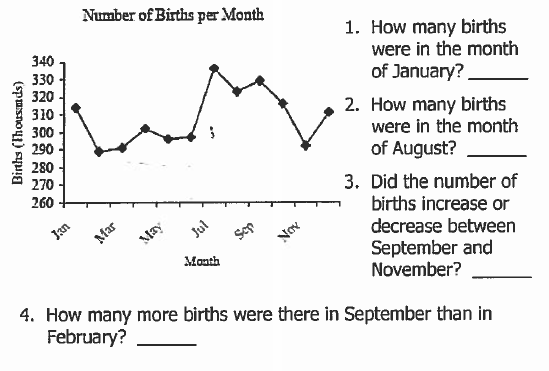 Number of Births per Month
340
330
320
310
300
290
280
270
260
Births (Thousands)
Jan
Mar
May
Jul
Sep
Nov
Month
1. How many births
were in the month
of January? ______
2. How many births
were in the month
of August? ______
3. Did the number of
births increase or
decrease between
September and
November? ______
4. How many more births were there in September than in
February? ______